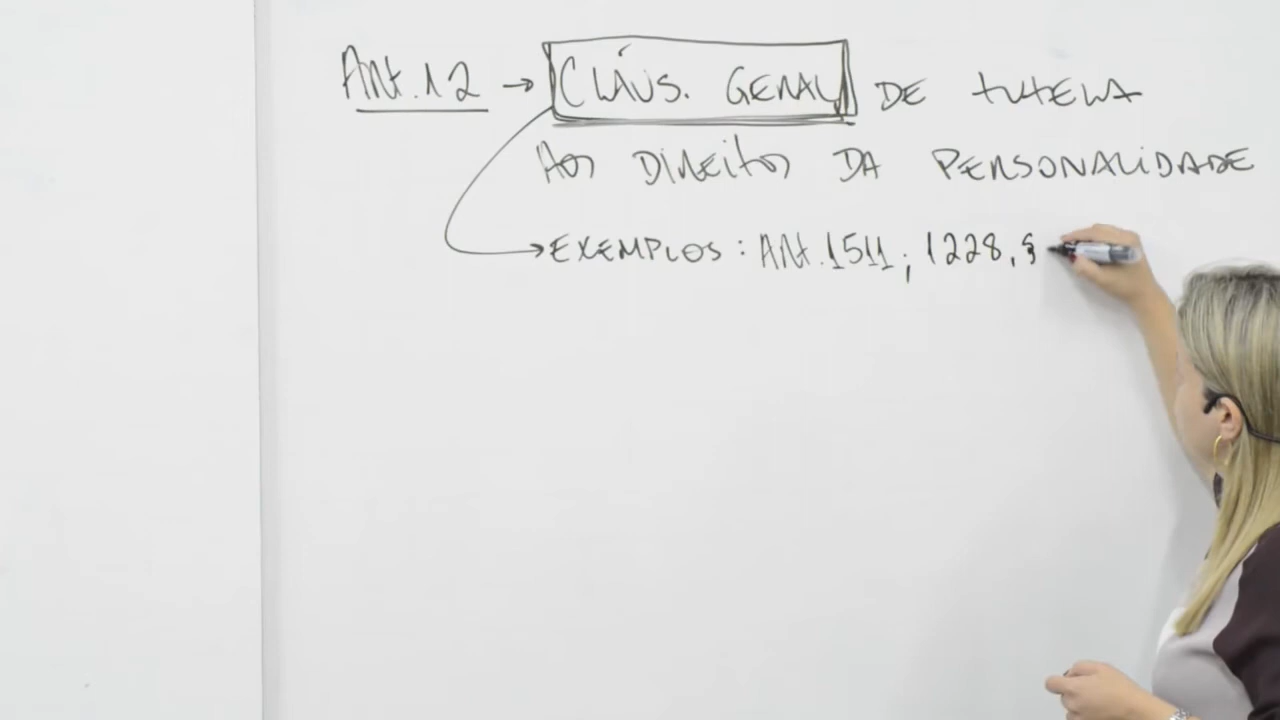 Art.12 → CLÁUS. GERAL DE TUTELA
AOS DIREITOS DA PERSONALIDADE
EXEMPLOS: Art.1511; 1228, §